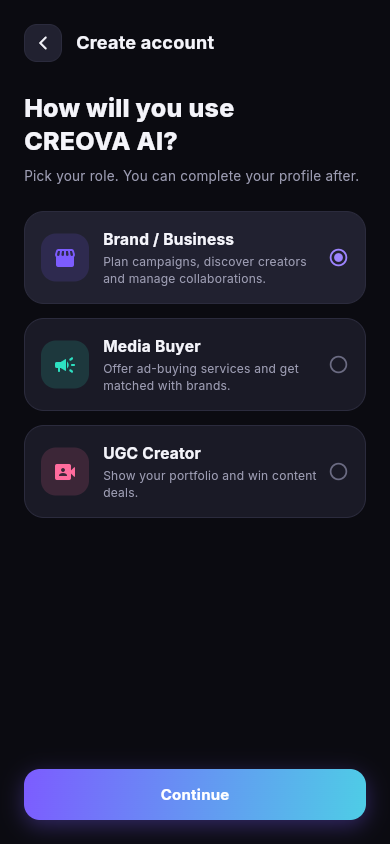 Create account
How will you use
CREOVA AI?
Pick your role. You can complete your profile after.
Brand / Business
Plan campaigns, discover creators
and manage collaborations.
Media Buyer
Offer ad-buying services and get
matched with brands.
UGC Creator
Show your portfolio and win content
deals.
Continue